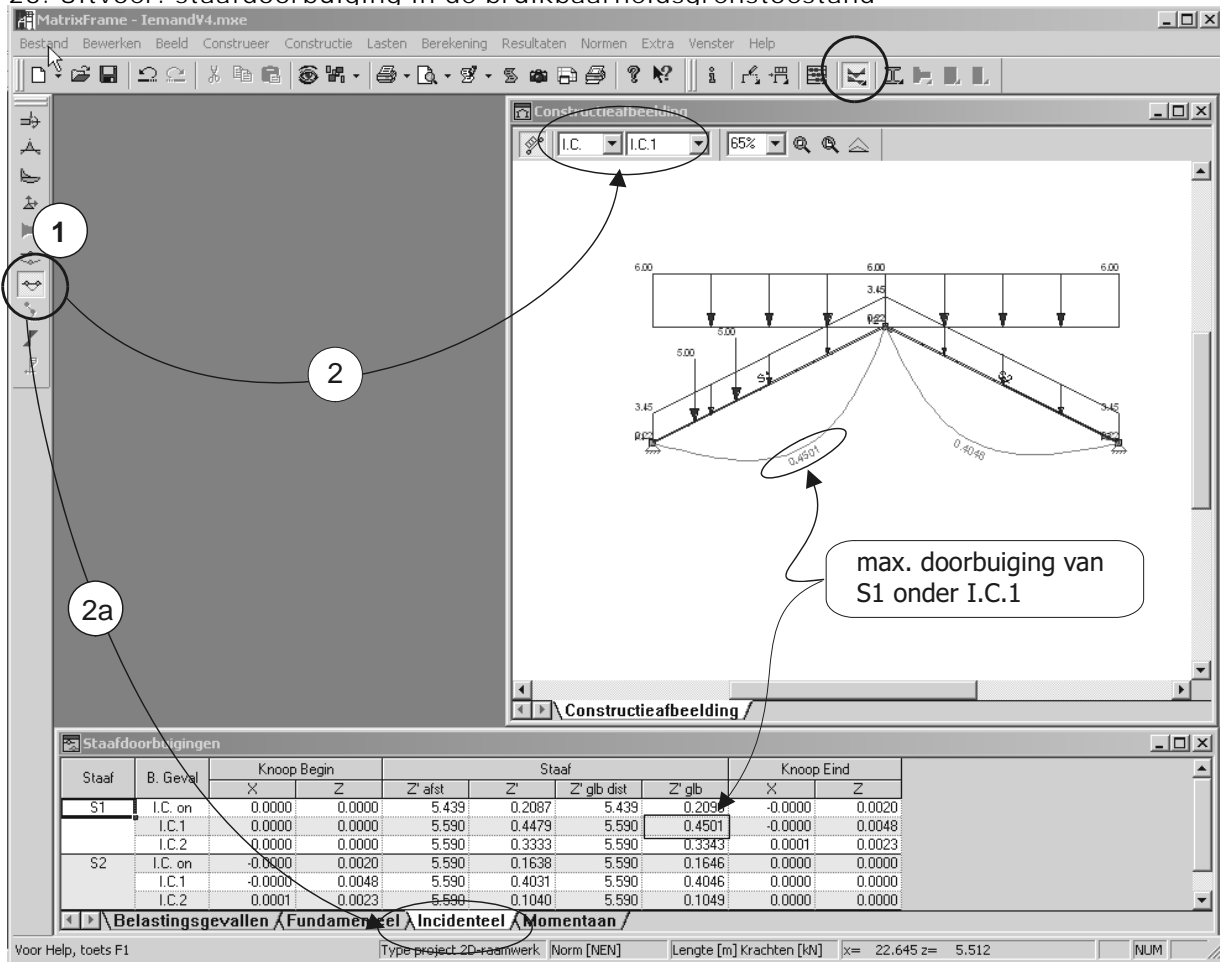 20. Uitvoer: staafdoorbuiging in de bruikbaarheidsgrenstoestand
MatrixFrame - IemandV4.mxe
Bestand Bewerken Beeld Construeer Constructie Lasten Berekening Resultaten Normen Extra Venster Help
Constructieafbeelding
I.C. I.C.1 65%
1
2
2a
6.00 6.00 6.00
3.45
5.00
5.00
S1 S2
3.45 3.45
0.4501 0.4048
max. doorbuiging van
S1 onder I.C.1
Constructieafbeelding
Staafdoorbuigingen
Staaf B. Geval Knoop Begin Staaf Knoop Eind
X Z Z' afst Z' Z' glb dist Z' glb X Z
S1 I.C. on 0.0000 0.0000 5.439 0.2087 5.439 -0.0000 0.0020
I.C.1 0.0000 0.0000 5.590 0.4479 5.590 0.4501 -0.0000 0.0048
I.C.2 0.0000 0.0000 5.590 0.3333 5.590 0.3343 0.0001 0.0023
S2 I.C. on -0.0000 0.0020 5.590 0.1638 5.590 0.1646 0.0000 0.0000
I.C.1 -0.0000 0.0048 5.590 0.4031 5.590 0.4046 0.0000 0.0000
I.C.2 0.0001 0.0023 5.590 0.1040 5.590 0.1049 0.0000 0.0000
Belastingsgevallen Fundamenteel Incidenteel Momentaan
Voor Help, toets F1 Type project 2D-raamwerk Norm [NEN] Lengte [m] Krachten [kN] x= 22.645 z= 5.512 NUM